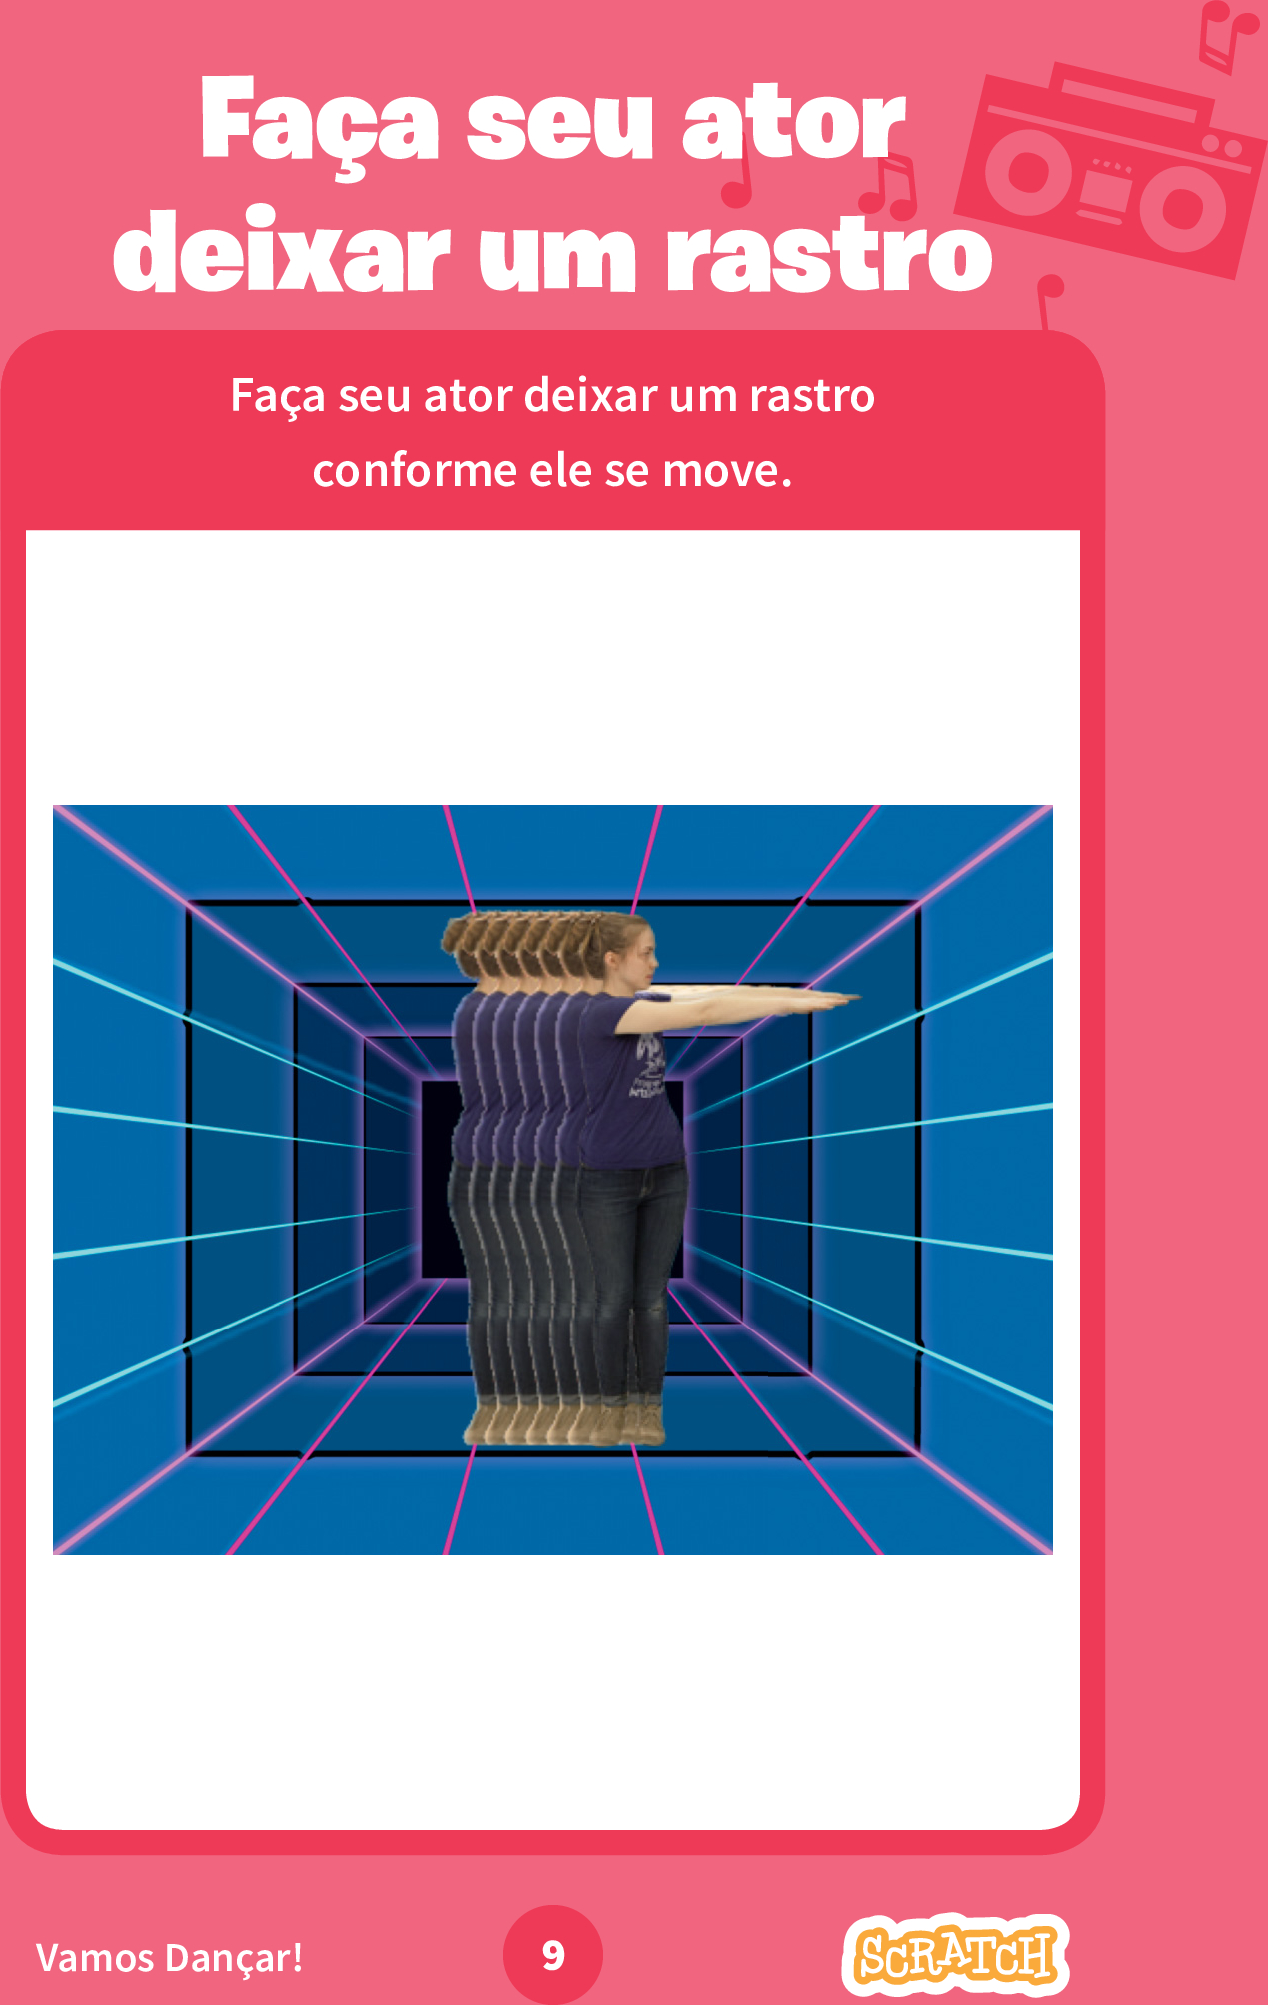 Faça seu ator
deixar um rastro
Faça seu ator deixar um rastro
conforme ele se move.
Vamos Dançar!
9
SCRATCH